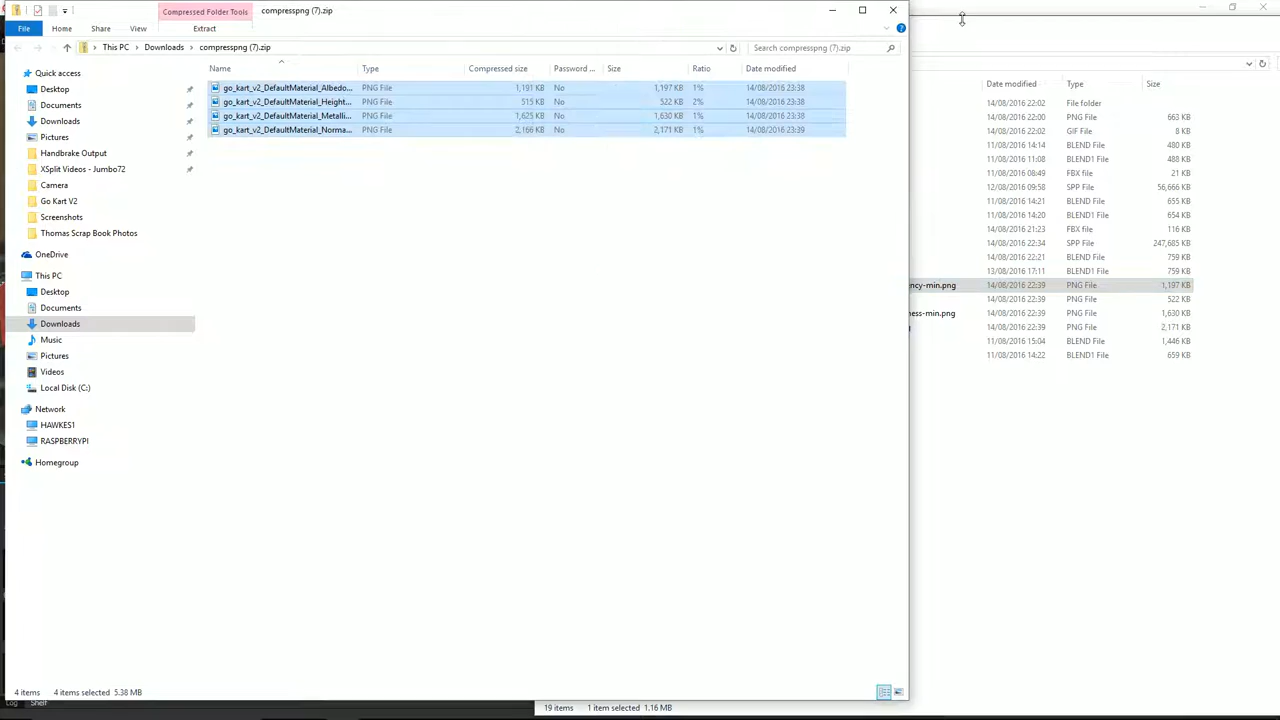 Compressed Folder Tools compresspng (7).zip
File Home Share View Extract
This PC Downloads compresspng (7).zip Search compresspng (7).zip
Name Type Compressed size Password ... Size Ratio Date modified
go_kart_v2_DefaultMaterial_Albedo... PNG File 1,191 KB No 1,197 KB 1% 14/08/2016 23:38
go_kart_v2_DefaultMaterial_Height... PNG File 515 KB No 522 KB 2% 14/08/2016 23:38
go_kart_v2_DefaultMaterial_Metalli... PNG File 1,625 KB No 1,630 KB 1% 14/08/2016 23:38
go_kart_v2_DefaultMaterial_Norma... PNG File 2,166 KB No 2,171 KB 1% 14/08/2016 23:39
Quick access
Desktop
Documents
Downloads
Pictures
Handbrake Output
XSplit Videos - Jumbo72
Camera
Go Kart V2
Screenshots
Thomas Scrap Book Photos
OneDrive
This PC
Desktop
Documents
Downloads
Music
Pictures
Videos
Local Disk (C:)
Network
HAWKES1
RASPBERRYPI
Homegroup
4 items 4 items selected 5.38 MB
Log Shelf
Date modified Type Size
14/08/2016 22:02 File folder
14/08/2016 22:00 PNG File 663 KB
14/08/2016 22:02 GIF File 8 KB
11/08/2016 14:14 BLEND File 480 KB
11/08/2016 11:08 BLEND1 File 488 KB
11/08/2016 08:49 FBX file 21 KB
12/08/2016 09:58 SPP File 56,666 KB
11/08/2016 14:21 BLEND File 655 KB
11/08/2016 14:20 BLEND1 File 654 KB
14/08/2016 21:23 FBX file 116 KB
14/08/2016 22:34 SPP File 247,685 KB
14/08/2016 22:21 BLEND File 759 KB
13/08/2016 17:11 BLEND1 File 759 KB
ncy-min.png 14/08/2016 22:39 PNG File 1,197 KB
14/08/2016 22:39 PNG File 522 KB
ness-min.png 14/08/2016 22:39 PNG File 1,630 KB
14/08/2016 22:39 PNG File 2,171 KB
11/08/2016 15:04 BLEND File 1,446 KB
11/08/2016 14:22 BLEND1 File 659 KB
19 items 1 item selected 1.16 MB